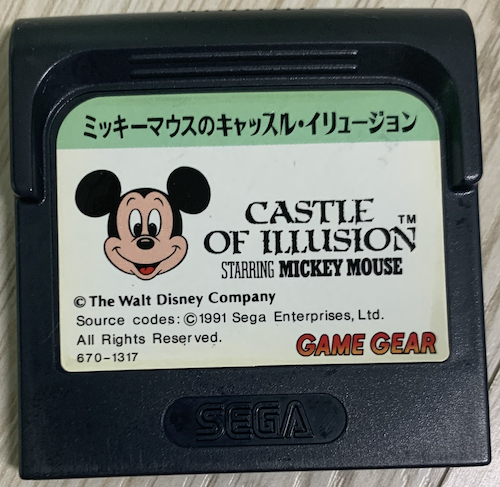 ミッキーマウスのキャッスル・イリュージョン
CASTLE
OF ILLUSION™
STARRING MICKEY MOUSE
© The Walt Disney Company
Source codes: ©1991 Sega Enterprises, Ltd.
All Rights Reserved.
670-1317
GAME GEAR
SEGA